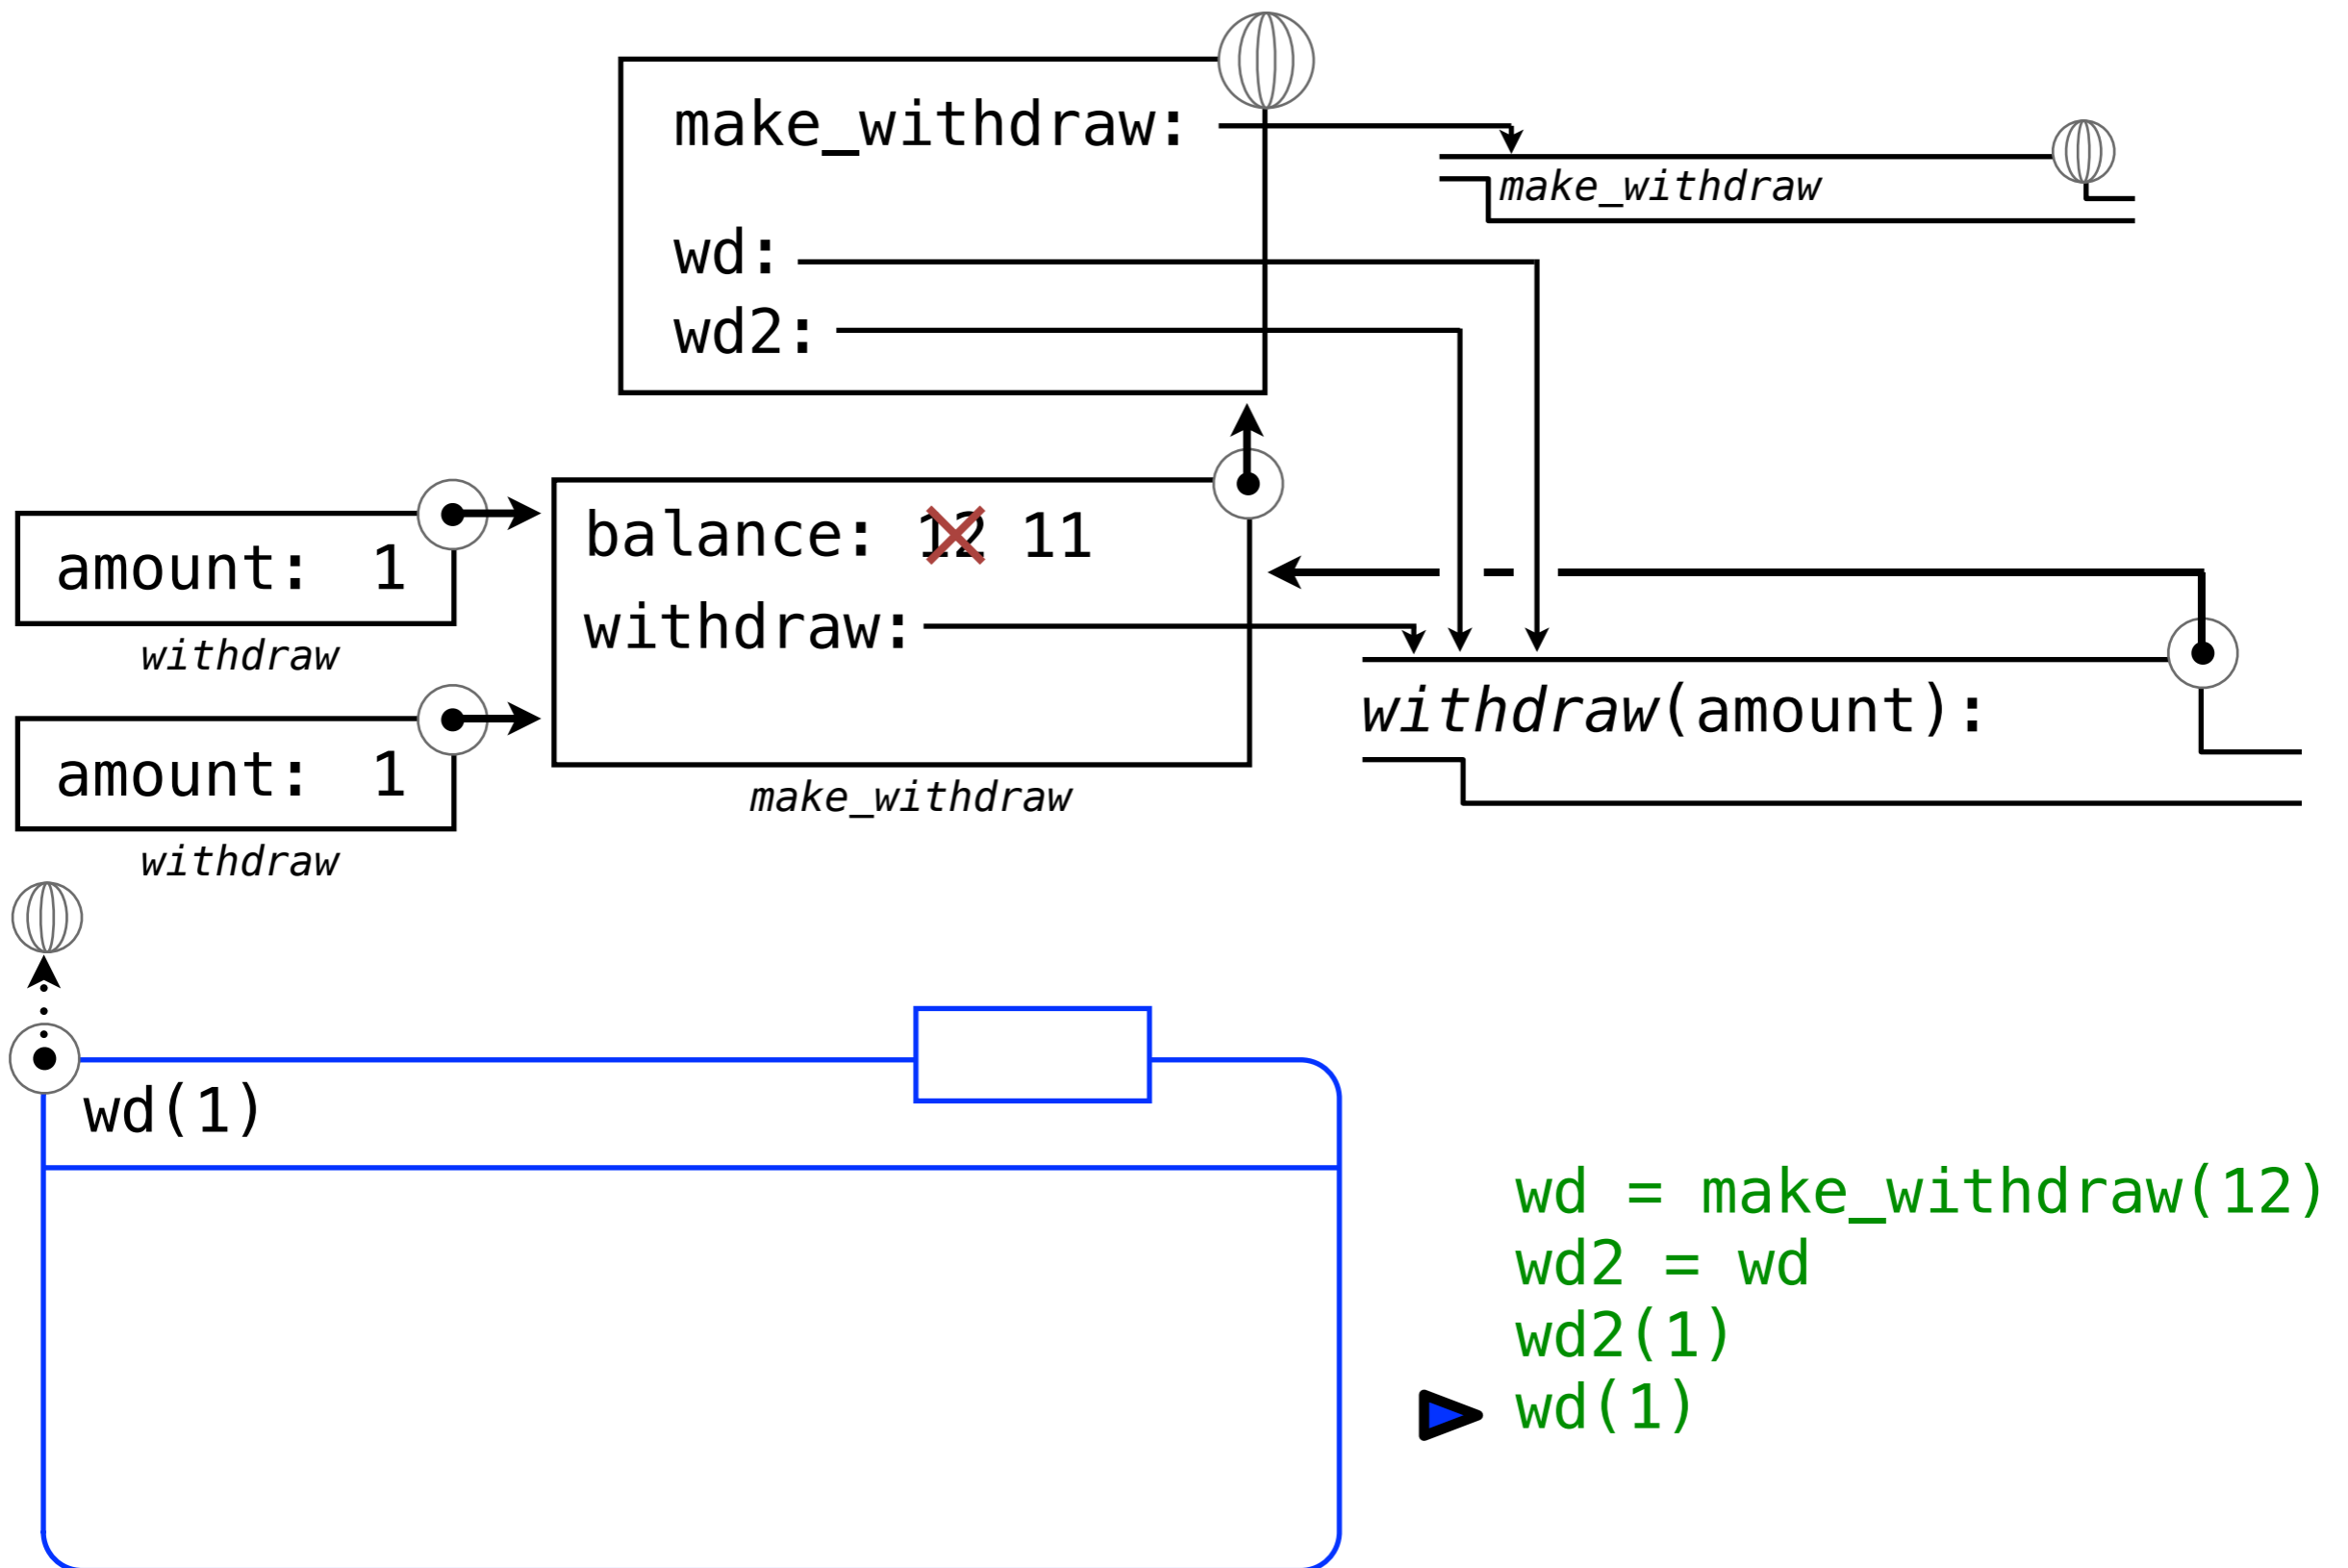 make_withdraw:
make_withdraw
wd:
wd2:
balance: 12 11
amount: 1
withdraw
withdraw:
withdraw(amount):
amount: 1
withdraw
make_withdraw
wd(1)
wd = make_withdraw(12)
wd2 = wd
wd2(1)
wd(1)